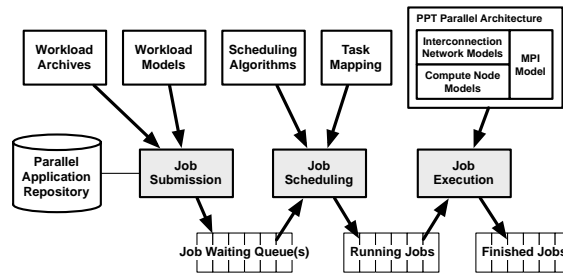 PPT Parallel Architecture
Workload
Archives
Workload
Models
Scheduling
Algorithms
Task
Mapping
Interconnection
Network Models
Compute Node
Models
MPI
Model
Parallel
Application
Repository
Job
Submission
Job
Scheduling
Job
Execution
Job Waiting Queue(s)
Running Jobs
Finished Jobs